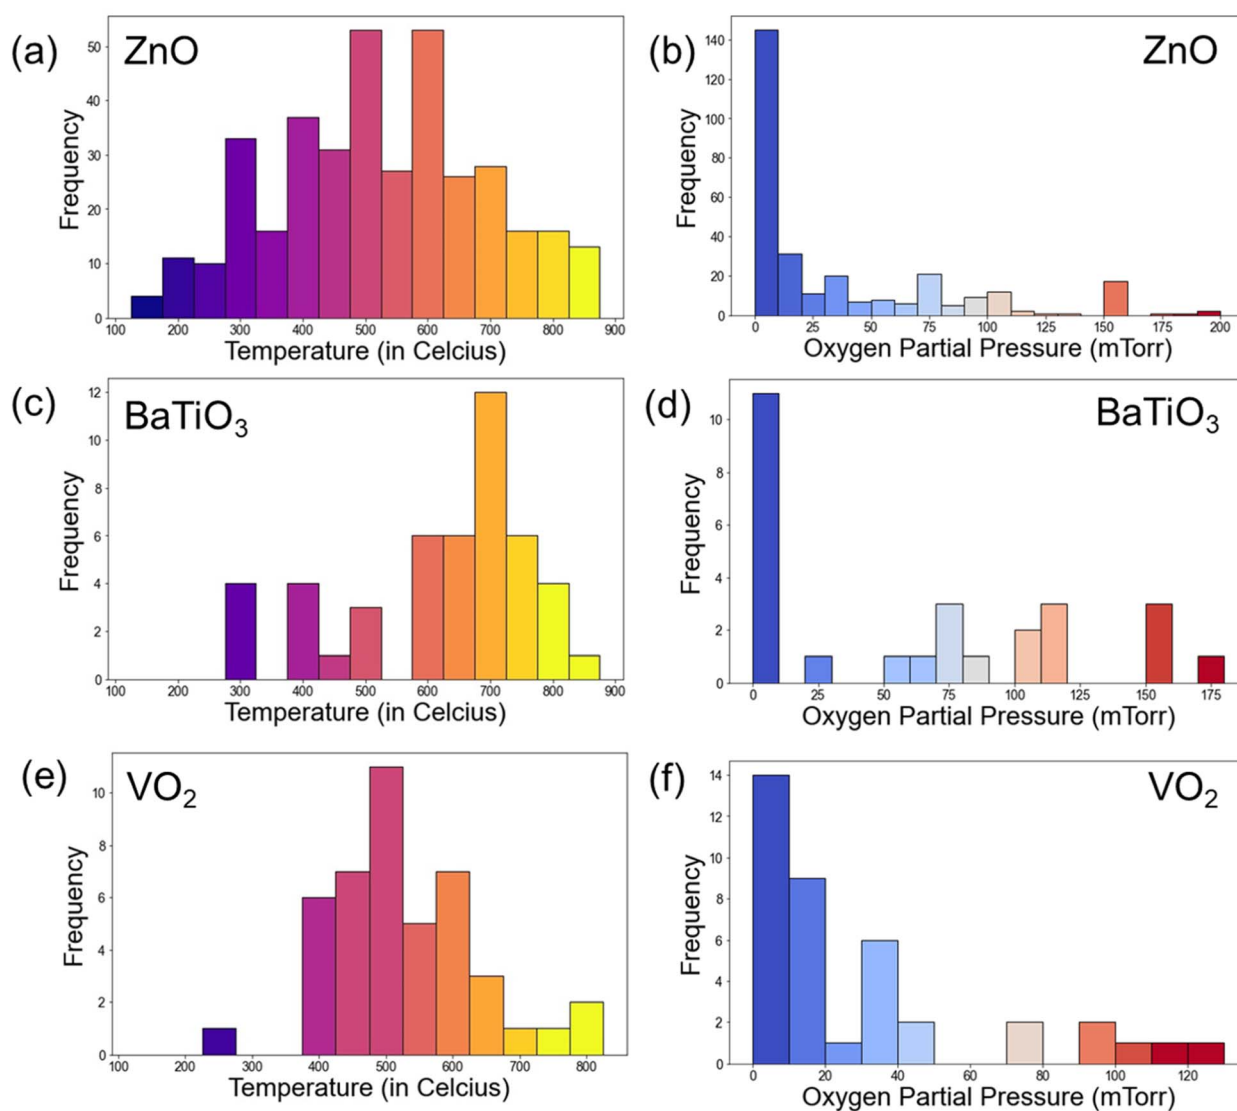 (a)
ZnO
Frequency
50
40
30
20
10
0
100 200 300 400 500 600 700 800 900
Temperature (in Celcius)
(b)
ZnO
Frequency
140
120
100
80
60
40
20
0
0 25 50 75 100 125 150 175 200
Oxygen Partial Pressure (mTorr)
(c)
BaTiO3
Frequency
12
10
8
6
4
2
0
100 200 300 400 500 600 700 800 900
Temperature (in Celcius)
(d)
BaTiO3
Frequency
10
8
6
4
2
0
0 25 50 75 100 125 150 175
Oxygen Partial Pressure (mTorr)
(e)
VO2
Frequency
10
8
6
4
2
0
100 200 300 400 500 600 700 800
Temperature (in Celcius)
(f)
VO2
Frequency
14
12
10
8
6
4
2
0
0 20 40 60 80 100 120
Oxygen Partial Pressure (mTorr)